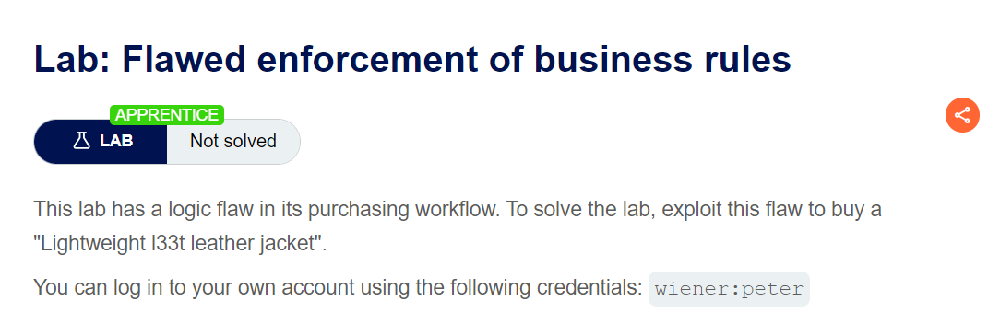 Lab: Flawed enforcement of business rules
APPRENTICE
LAB
Not solved
This lab has a logic flaw in its purchasing workflow. To solve the lab, exploit this flaw to buy a
"Lightweight l33t leather jacket".
You can log in to your own account using the following credentials: wiener:peter